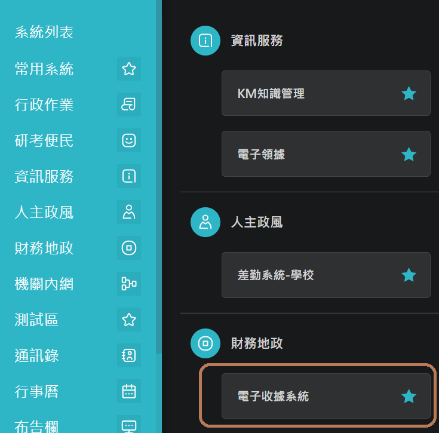 系統列表
常用系統
行政作業
研考便民
資訊服務
人主政風
財務地政
機關內網
測試區
通訊錄
行事曆
布告欄
資訊服務
KM知識管理
電子領據
人主政風
差勤系統-學校
財務地政
電子收據系統